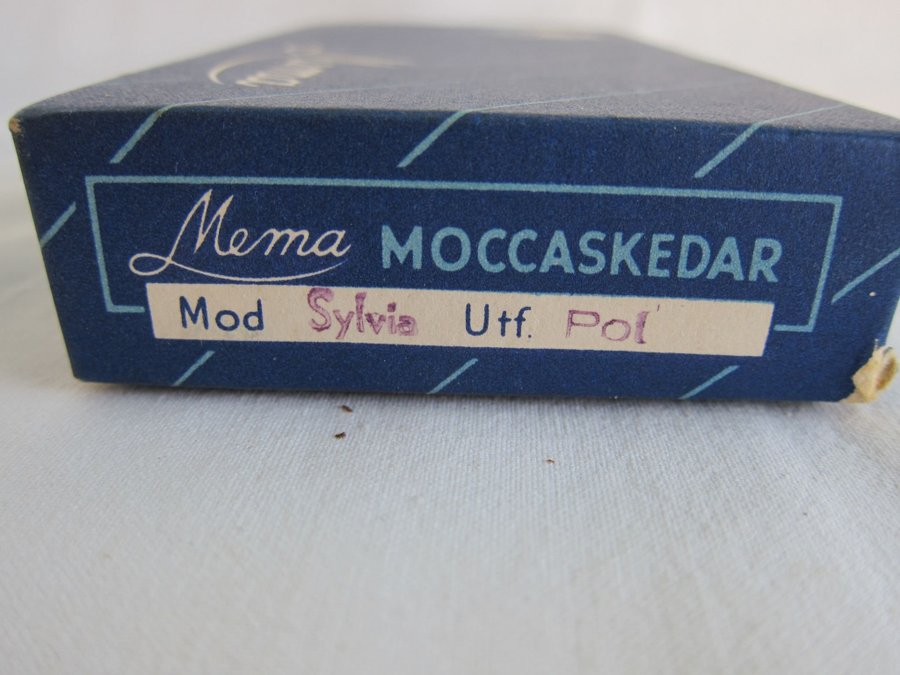 Mema MOCCASKEDAR
Mod Sylvia Utf. Pol